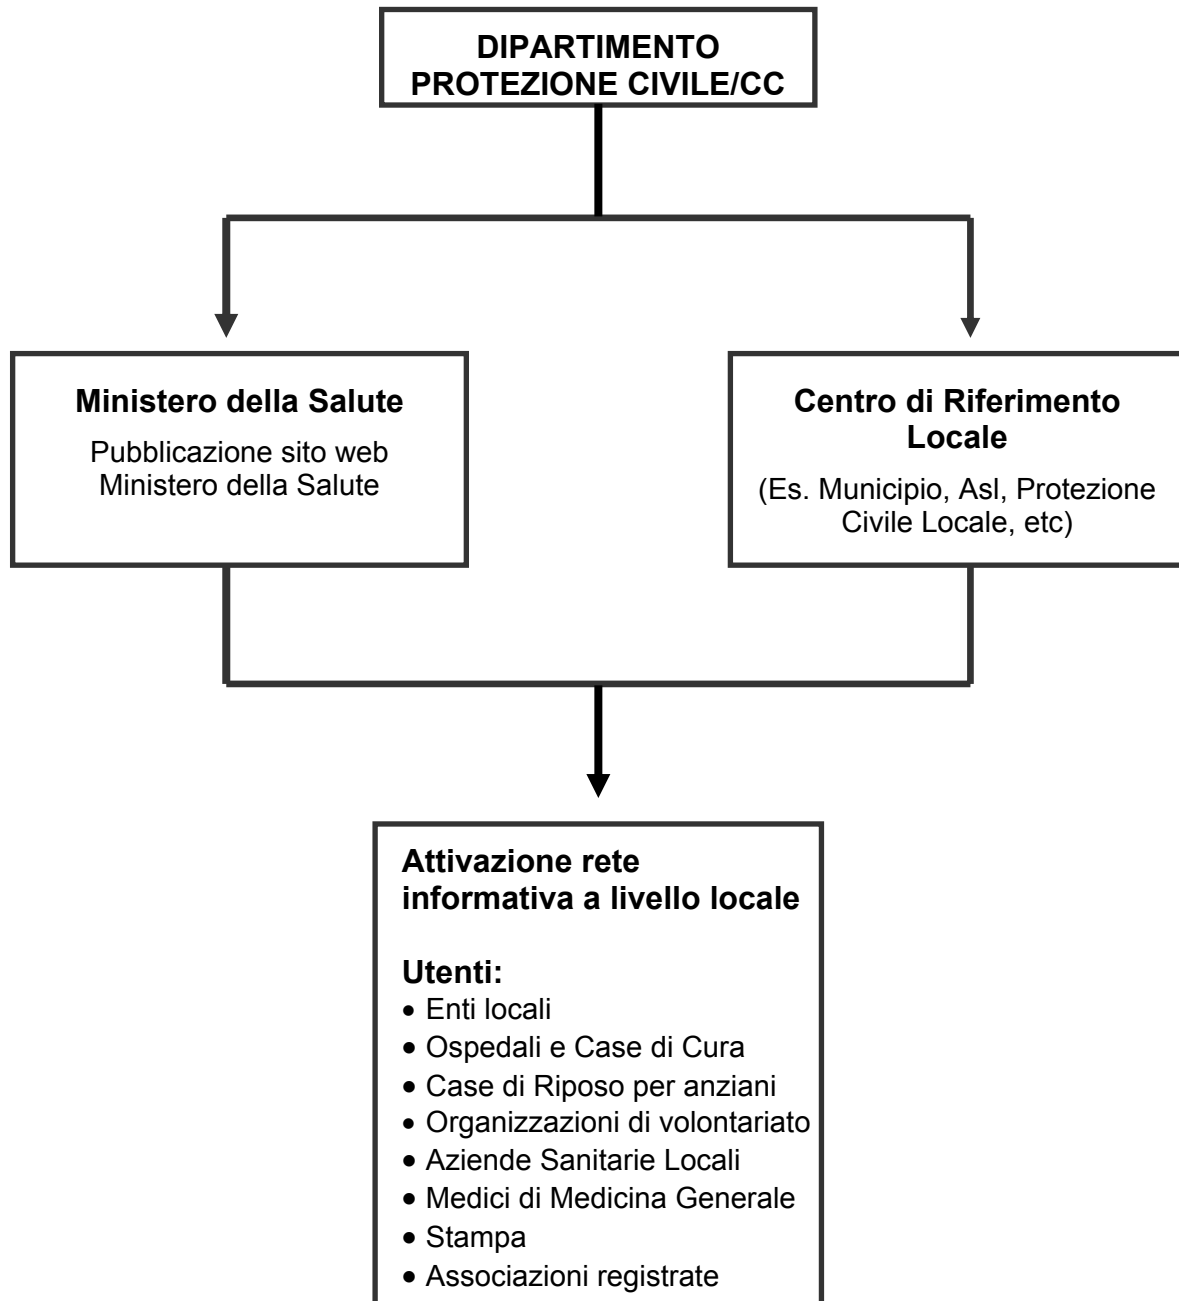 DIPARTIMENTO
PROTEZIONE CIVILE/CC
Ministero della Salute
Pubblicazione sito web
Ministero della Salute
Centro di Riferimento
Locale
(Es. Municipio, Asl, Protezione
Civile Locale, etc)
Attivazione rete
informativa a livello locale
Utenti:
• Enti locali
• Ospedali e Case di Cura
• Case di Riposo per anziani
• Organizzazioni di volontariato
• Aziende Sanitarie Locali
• Medici di Medicina Generale
• Stampa
• Associazioni registrate